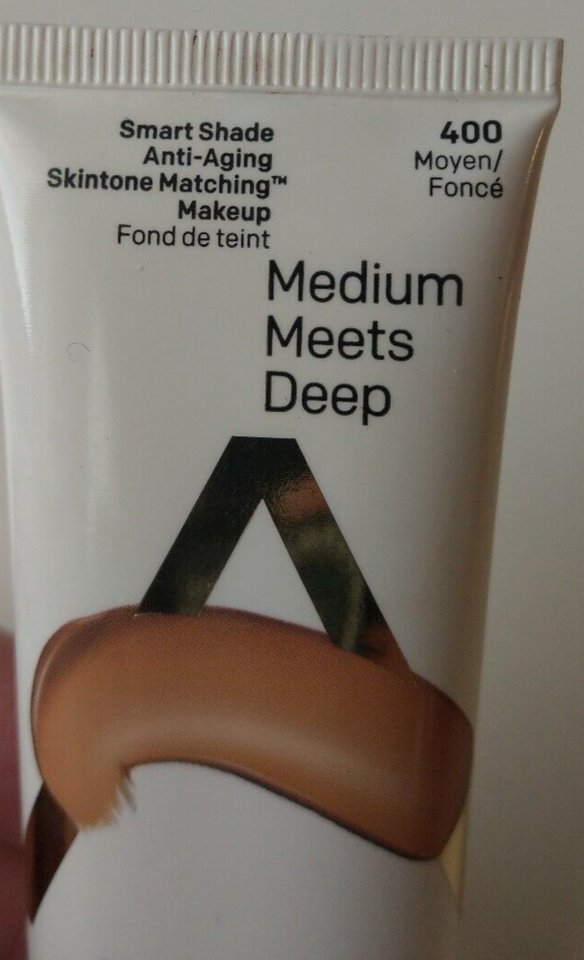 Smart Shade
Anti-Aging
Skintone Matching™
Makeup
Fond de teint
400
Moyen/
Foncé
Medium
Meets
Deep
A